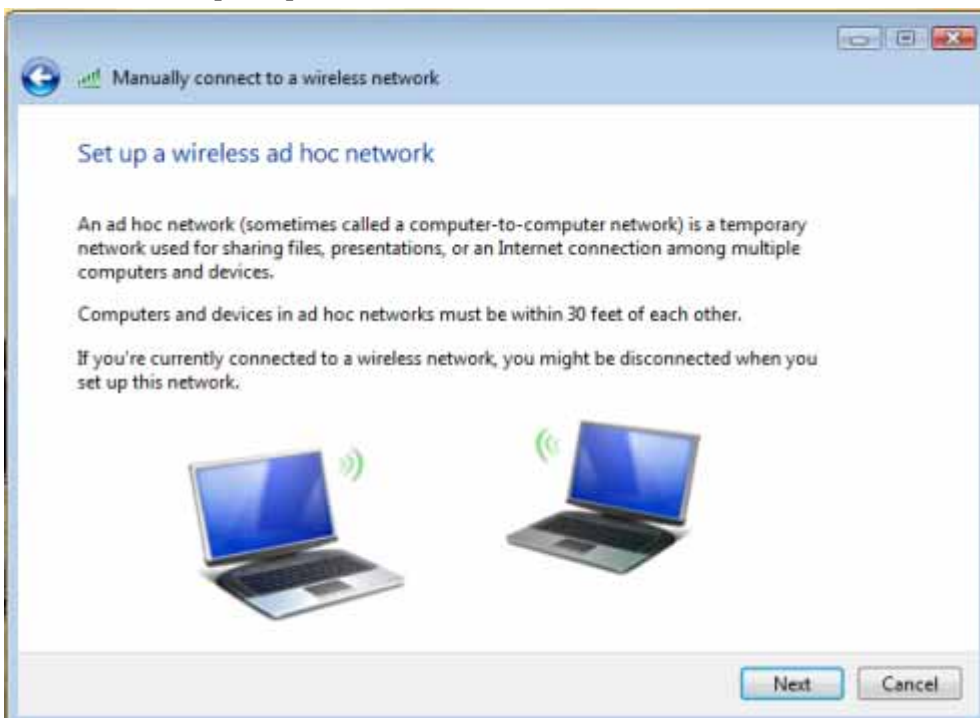 Manually connect to a wireless network
Set up a wireless ad hoc network
An ad hoc network (sometimes called a computer-to-computer network) is a temporary
network used for sharing files, presentations, or an Internet connection among multiple
computers and devices.
Computers and devices in ad hoc networks must be within 30 feet of each other.
If you're currently connected to a wireless network, you might be disconnected when you
set up this network.
Next
Cancel